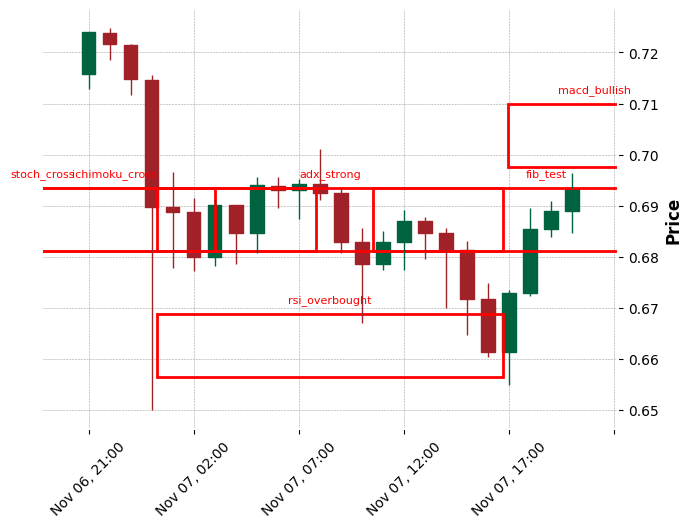 0.72
macd_bullish
0.71
0.70
stoch_cross
ichimoku_cross
adx_strong
fib_test
0.69
Price
0.68
rsi_overbought
0.67
0.66
0.65
Nov 06, 21:00
Nov 07, 02:00
Nov 07, 07:00
Nov 07, 12:00
Nov 07, 17:00